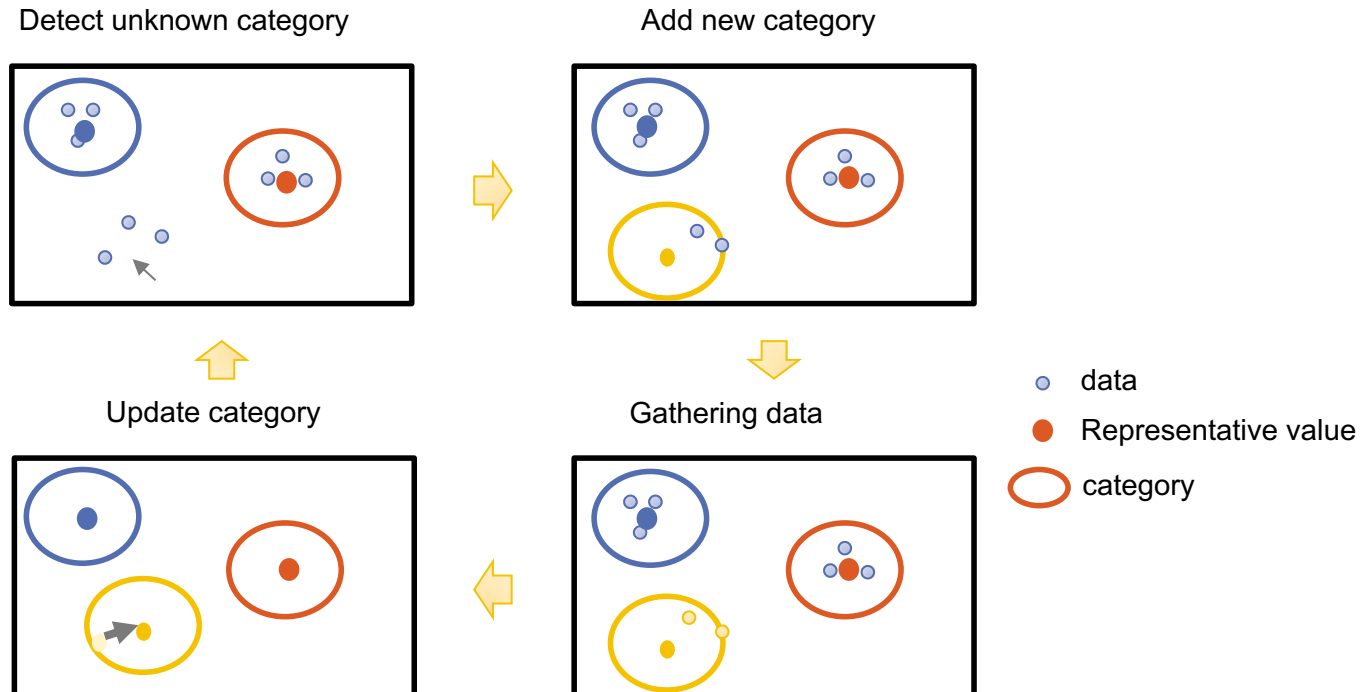 Detect unknown category
Add new category
Update category
Gathering data
data
Representative value
category